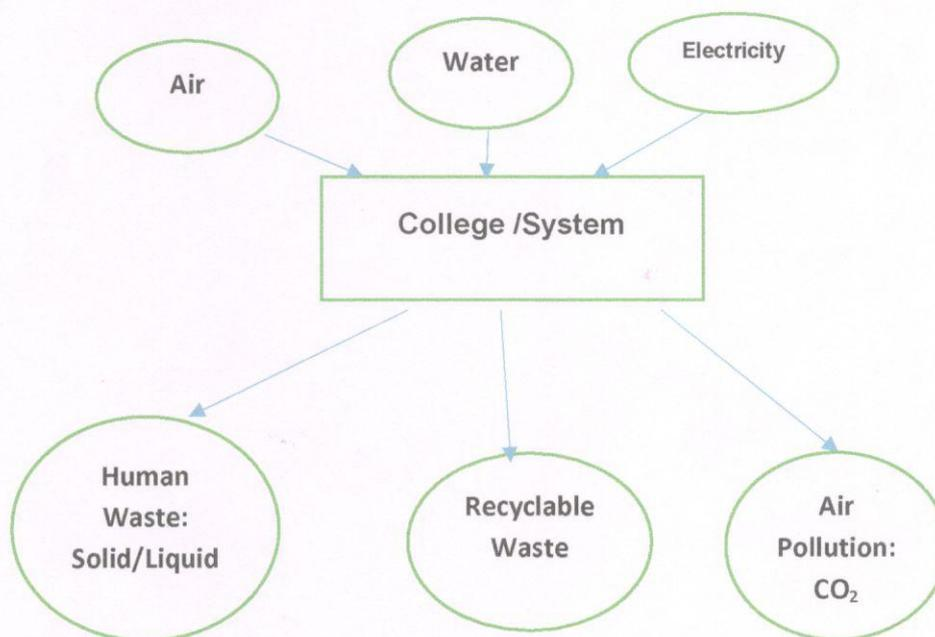 Air
Water
Electricity
College /System
Human
Waste:
Solid/Liquid
Recyclable
Waste
Air
Pollution:
CO₂